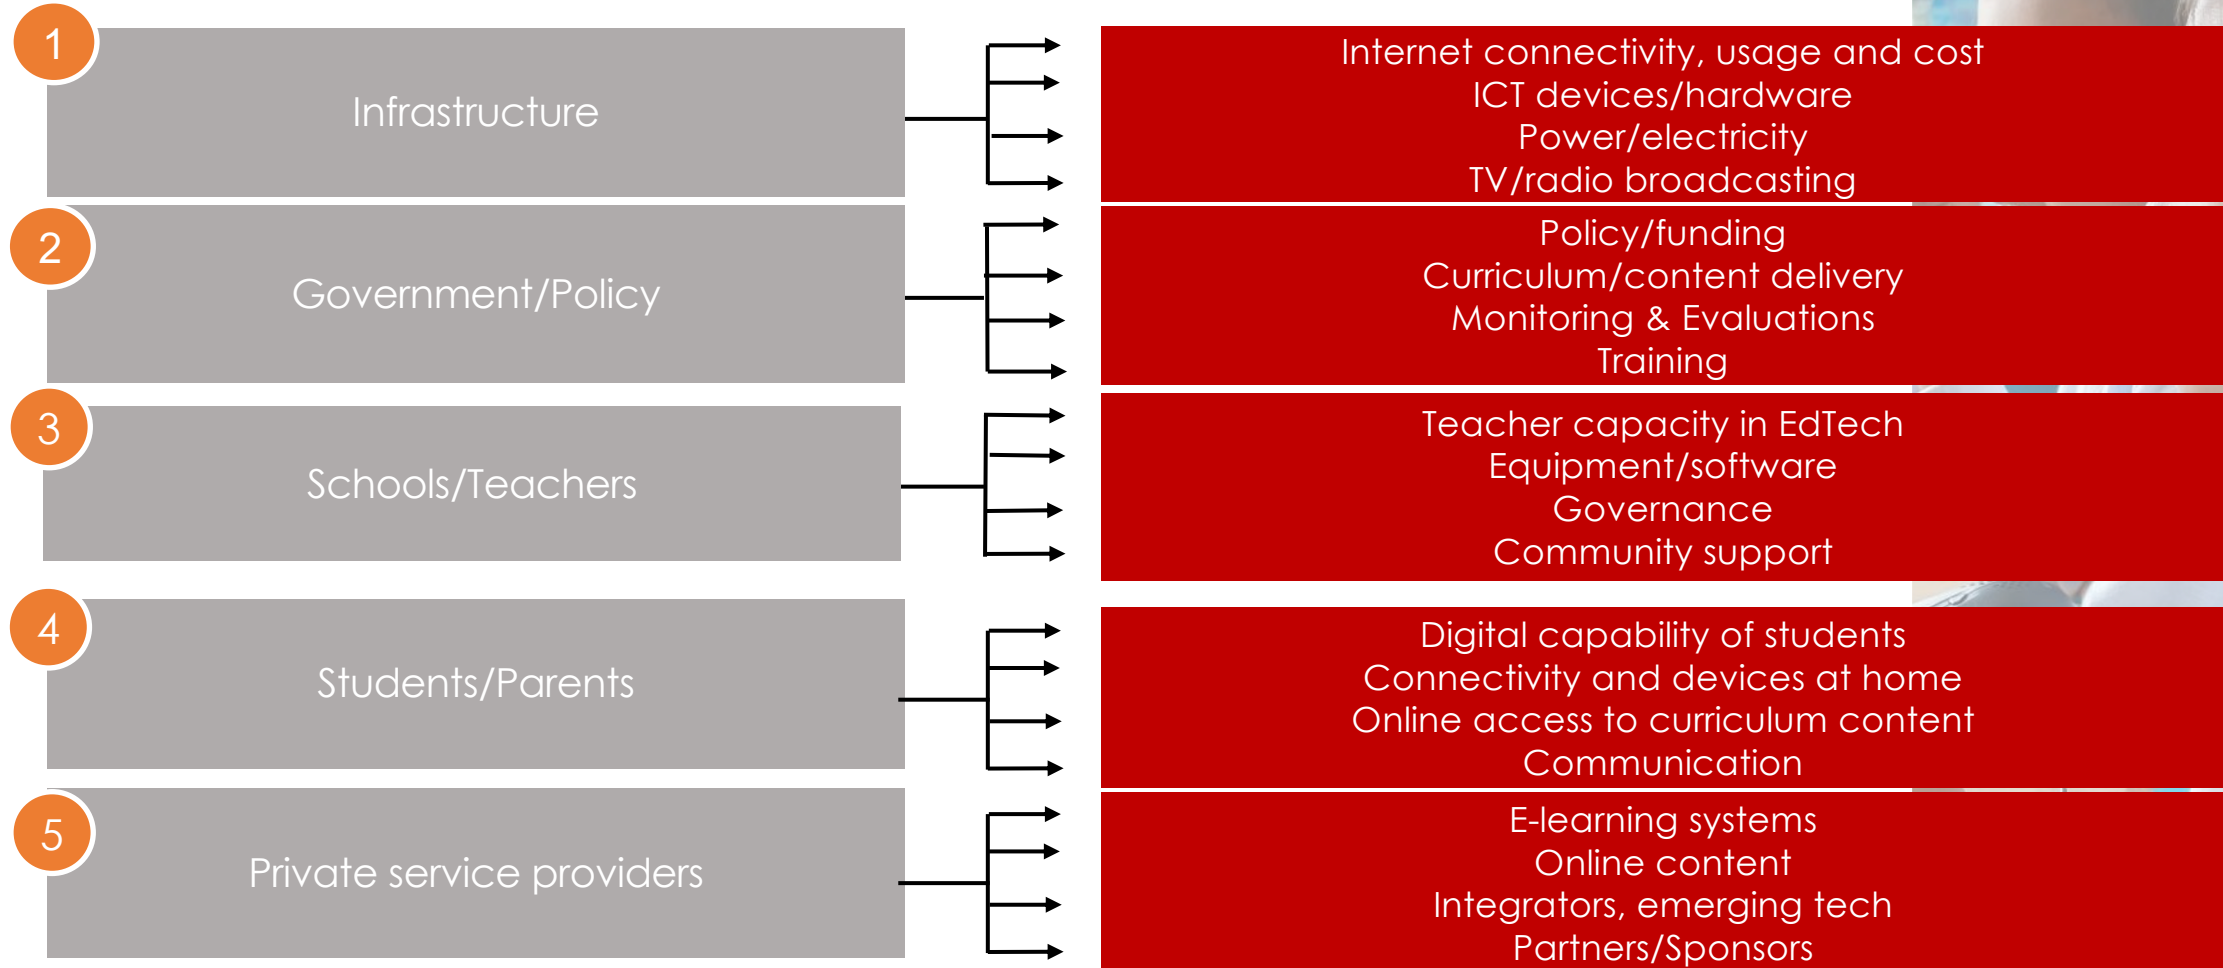 1
Infrastructure
Internet connectivity, usage and cost
ICT devices/hardware
Power/electricity
TV/radio broadcasting
2
Government/Policy
Policy/funding
Curriculum/content delivery
Monitoring & Evaluations
Training
3
Schools/Teachers
Teacher capacity in EdTech
Equipment/software
Governance
Community support
4
Students/Parents
Digital capability of students
Connectivity and devices at home
Online access to curriculum content
Communication
5
Private service providers
E-learning systems
Online content
Integrators, emerging tech
Partners/Sponsors